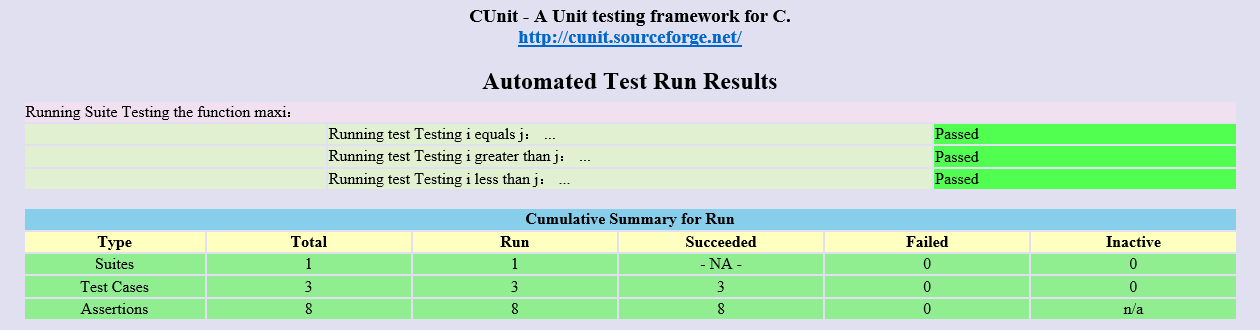 CUnit - A Unit testing framework for C.
http://cunit.sourceforge.net/
Automated Test Run Results
Running Suite Testing the function maxi：
Running test Testing i equals j： ... Passed
Running test Testing i greater than j： ... Passed
Running test Testing i less than j： ... Passed
Cumulative Summary for Run
Type Total Run Succeeded Failed Inactive
Suites 1 1 - NA - 0 0
Test Cases 3 3 3 0 0
Assertions 8 8 8 0 n/a